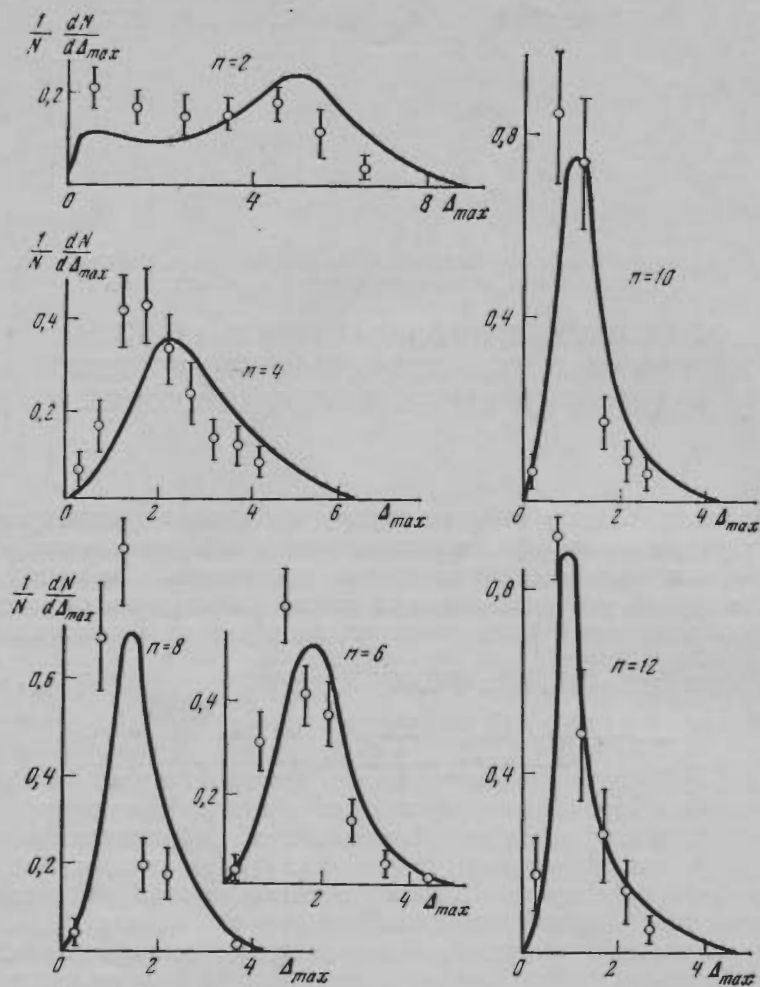 1/N dN/dΔmax
n=2
0,2
0 4 8 Δmax
1/N dN/dΔmax
n=4
0,4
0,2
0 2 4 6 Δmax
n=10
0,8
0,4
0 2 4 Δmax
1/N dN/dΔmax
n=8
0,6
0,4
0,2
0 2 4 Δmax
n=6
0,4
0,2
2 4 Δmax
n=12
0,8
0,4
0 2 4 Δmax